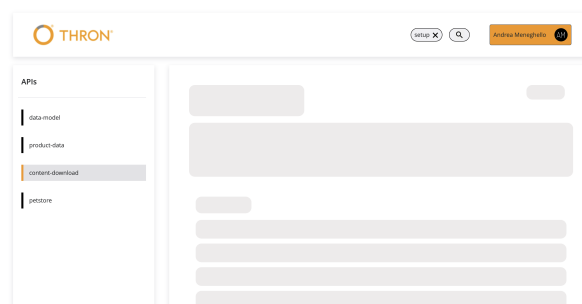 THRON
setup
Andrea Meneghello AM
APIs
data-model
product-data
content-download
petstore